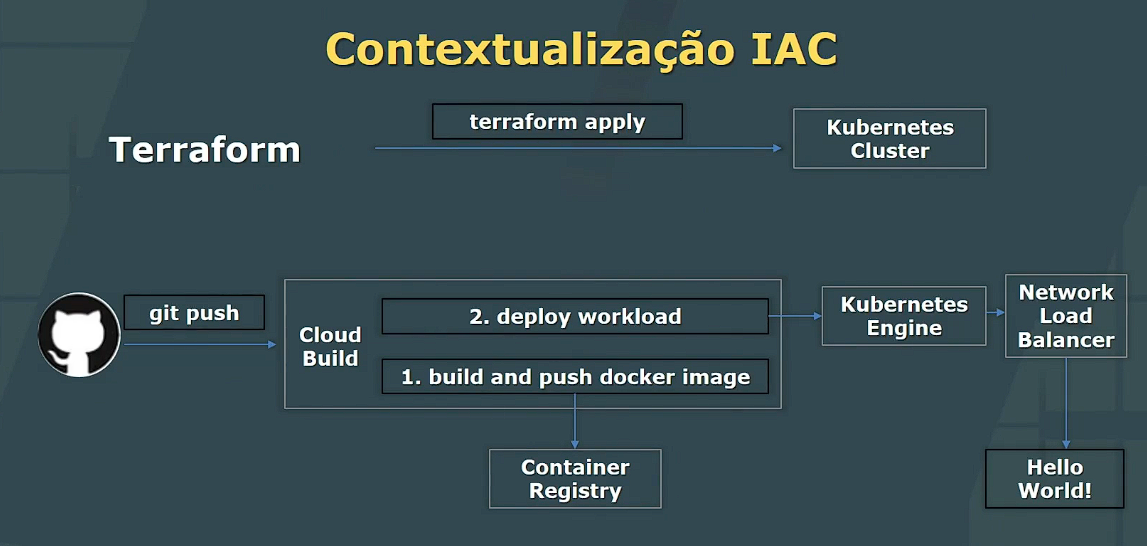 Contextualização IAC
Terraform
terraform apply
Kubernetes
Cluster
git push
Cloud
Build
2. deploy workload
1. build and push docker image
Kubernetes
Engine
Network
Load
Balancer
Container
Registry
Hello
World!